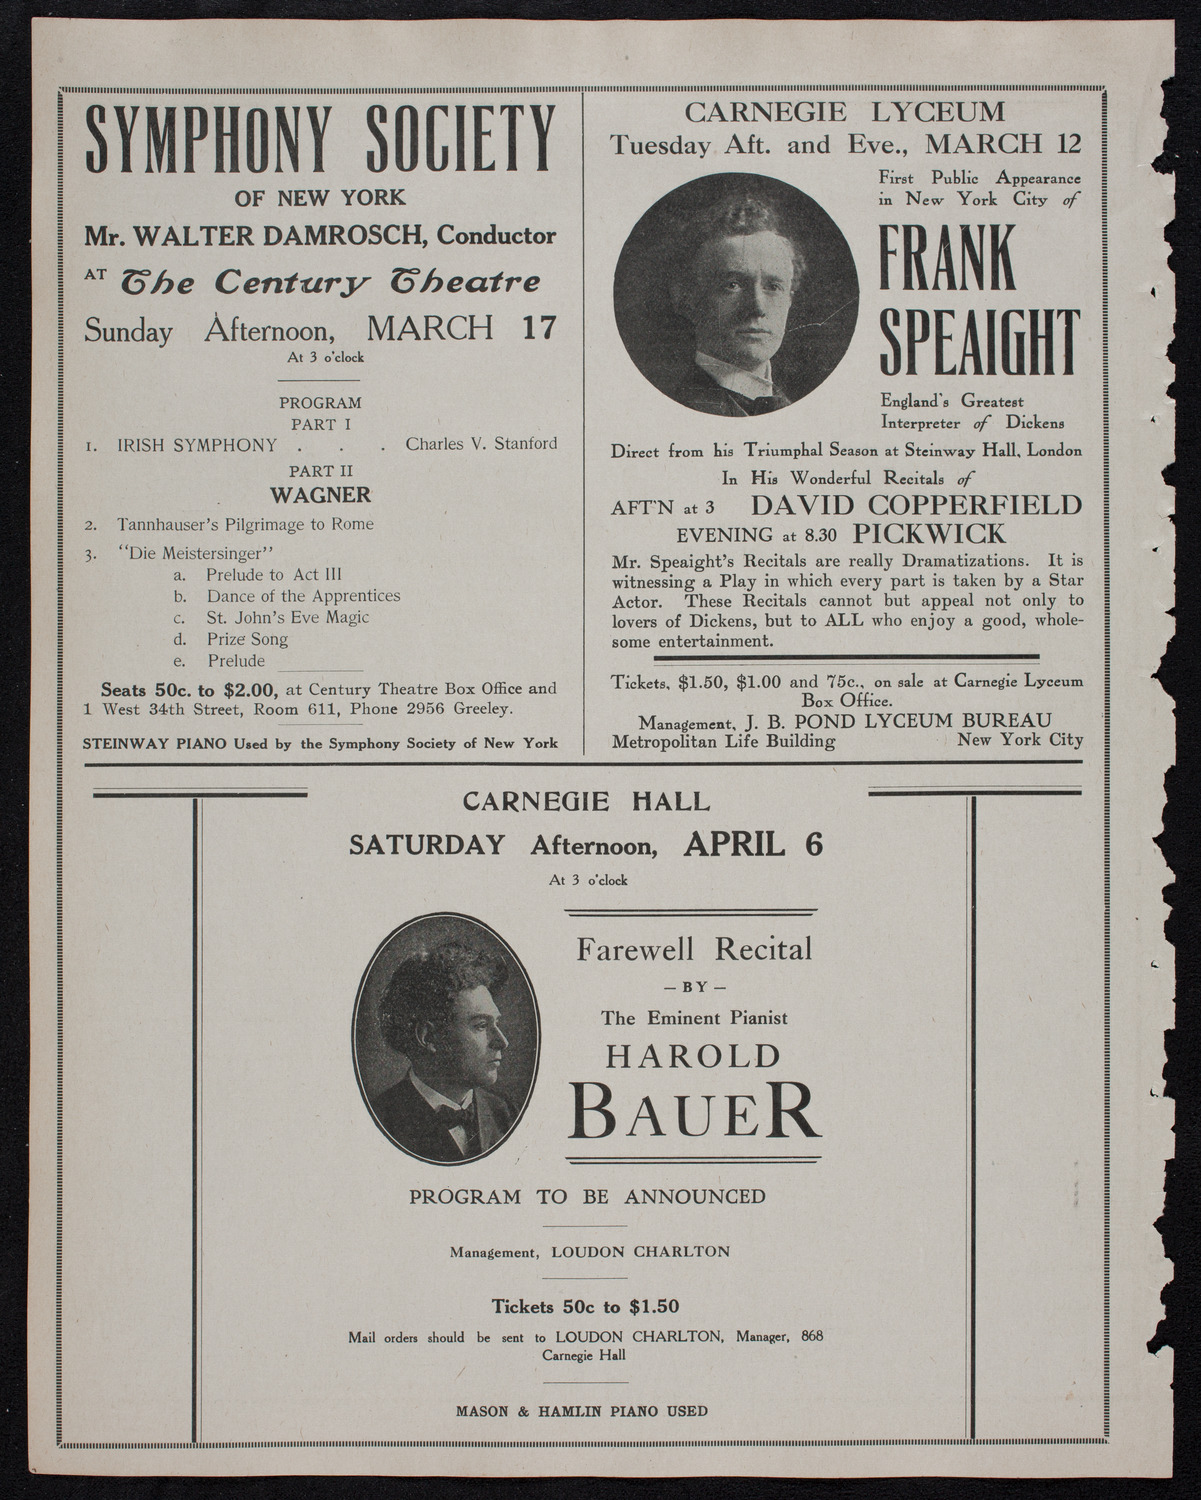 SYMPHONY SOCIETY
OF NEW YORK
Mr. WALTER DAMROSCH, Conductor
AT The Century Theatre
Sunday Afternoon, MARCH 17
At 3 o'clock
PROGRAM
PART I
1. IRISH SYMPHONY . . . Charles V. Stanford
PART II
WAGNER
2. Tannhauser's Pilgrimage to Rome
3. "Die Meistersinger"
a. Prelude to Act III
b. Dance of the Apprentices
c. St. John's Eve Magic
d. Prize Song
e. Prelude
Seats 50c. to $2.00, at Century Theatre Box Office and
1 West 34th Street, Room 611, Phone 2956 Greeley.
STEINWAY PIANO Used by the Symphony Society of New York
CARNEGIE LYCEUM
Tuesday Aft. and Eve., MARCH 12
First Public Appearance
in New York City of
FRANK
SPEAIGHT
England's Greatest
Interpreter of Dickens
Direct from his Triumphal Season at Steinway Hall, London
In His Wonderful Recitals of
AFT'N at 3 DAVID COPPERFIELD
EVENING at 8.30 PICKWICK
Mr. Speaight's Recitals are really Dramatizations. It is
witnessing a Play in which every part is taken by a Star
Actor. These Recitals cannot but appeal not only to
lovers of Dickens, but to ALL who enjoy a good, whole-
some entertainment.
Tickets, $1.50, $1.00 and 75c., on sale at Carnegie Lyceum
Box Office.
Management, J. B. POND LYCEUM BUREAU
Metropolitan Life Building New York City
CARNEGIE HALL
SATURDAY Afternoon, APRIL 6
At 3 o'clock
Farewell Recital
— BY —
The Eminent Pianist
HAROLD
BAUER
PROGRAM TO BE ANNOUNCED
Management, LOUDON CHARLTON
Tickets 50c to $1.50
Mail orders should be sent to LOUDON CHARLTON, Manager, 868
Carnegie Hall
MASON & HAMLIN PIANO USED